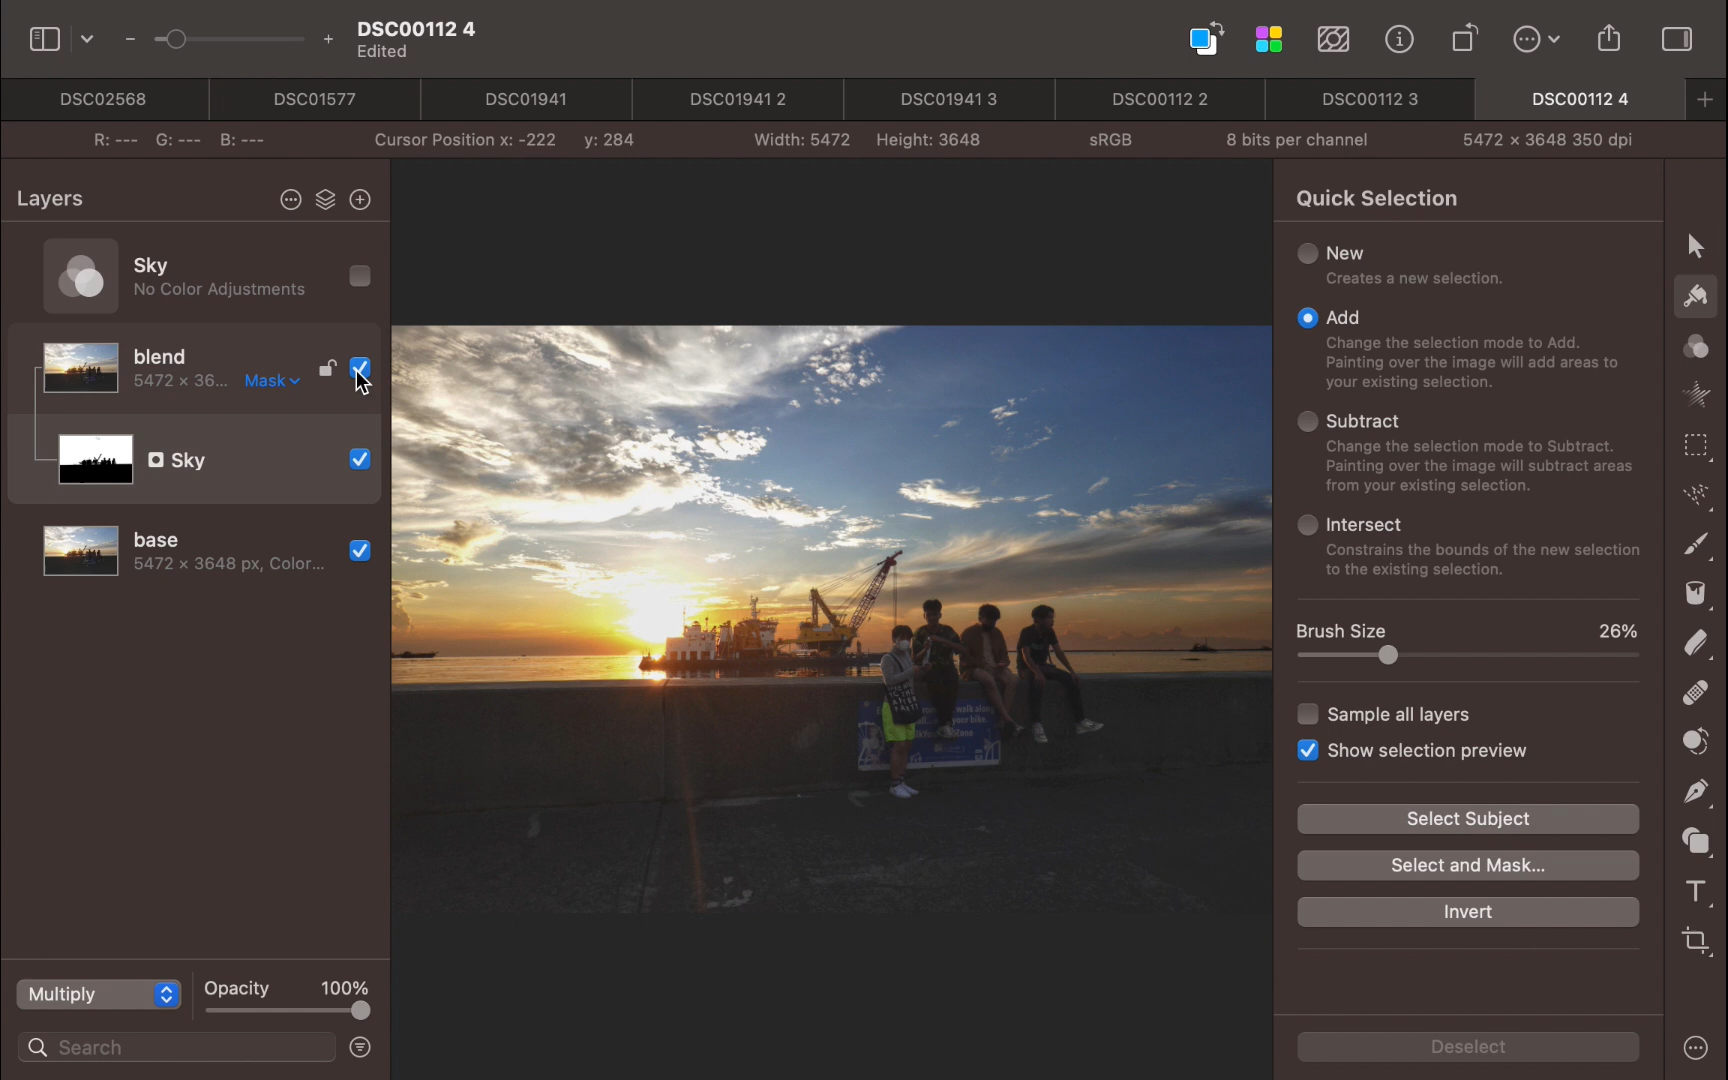 DSC00112 4
Edited
DSC02568
DSC01577
DSC01941
DSC01941 2
DSC01941 3
DSC00112 2
DSC00112 3
DSC00112 4
R: --- G: --- B: ---
Cursor Position x: -222 y: 284
Width: 5472 Height: 3648
sRGB
8 bits per channel
5472 × 3648 350 dpi
Layers
Sky
No Color Adjustments
blend
5472 × 36... Mask
Sky
base
5472 × 3648 px, Color...
Multiply
Opacity 100%
Search
walk along
your bike.
Quick Selection
New
Creates a new selection.
Add
Change the selection mode to Add.
Painting over the image will add areas to
your existing selection.
Subtract
Change the selection mode to Subtract.
Painting over the image will subtract areas
from your existing selection.
Intersect
Constrains the bounds of the new selection
to the existing selection.
Brush Size 26%
Sample all layers
Show selection preview
Select Subject
Select and Mask...
Invert
Deselect